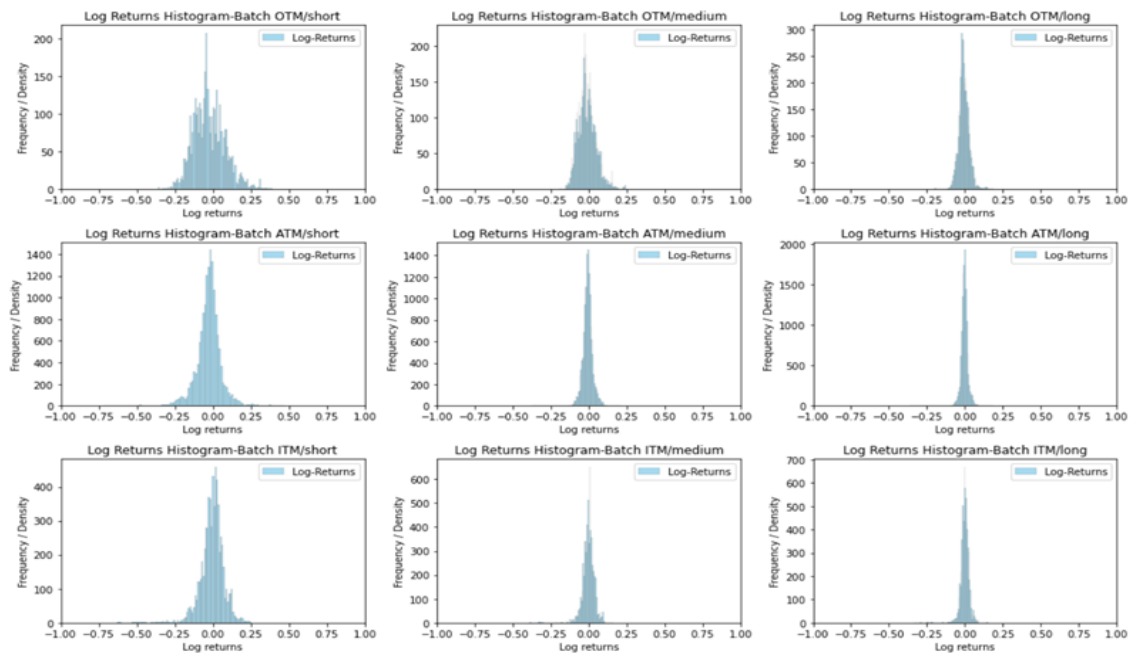 Log Returns Histogram-Batch OTM/short
Log-Returns
Frequency / Density
200
150
100
50
0
−1.00 −0.75 −0.50 −0.25 0.00 0.25 0.50 0.75 1.00
Log returns
Log Returns Histogram-Batch OTM/medium
Log-Returns
Frequency / Density
200
150
100
50
0
−1.00 −0.75 −0.50 −0.25 0.00 0.25 0.50 0.75 1.00
Log returns
Log Returns Histogram-Batch OTM/long
Log-Returns
Frequency / Density
300
250
200
150
100
50
0
−1.00 −0.75 −0.50 −0.25 0.00 0.25 0.50 0.75 1.00
Log returns
Log Returns Histogram-Batch ATM/short
Log-Returns
Frequency / Density
1400
1200
1000
800
600
400
200
0
−1.00 −0.75 −0.50 −0.25 0.00 0.25 0.50 0.75 1.00
Log returns
Log Returns Histogram-Batch ATM/medium
Log-Returns
Frequency / Density
1400
1200
1000
800
600
400
200
0
−1.00 −0.75 −0.50 −0.25 0.00 0.25 0.50 0.75 1.00
Log returns
Log Returns Histogram-Batch ATM/long
Log-Returns
Frequency / Density
2000
1500
1000
500
0
−1.00 −0.75 −0.50 −0.25 0.00 0.25 0.50 0.75 1.00
Log returns
Log Returns Histogram-Batch ITM/short
Log-Returns
Frequency / Density
400
300
200
100
0
−1.00 −0.75 −0.50 −0.25 0.00 0.25 0.50 0.75 1.00
Log returns
Log Returns Histogram-Batch ITM/medium
Log-Returns
Frequency / Density
600
500
400
300
200
100
0
−1.00 −0.75 −0.50 −0.25 0.00 0.25 0.50 0.75 1.00
Log returns
Log Returns Histogram-Batch ITM/long
Log-Returns
Frequency / Density
700
600
500
400
300
200
100
0
−1.00 −0.75 −0.50 −0.25 0.00 0.25 0.50 0.75 1.00
Log returns